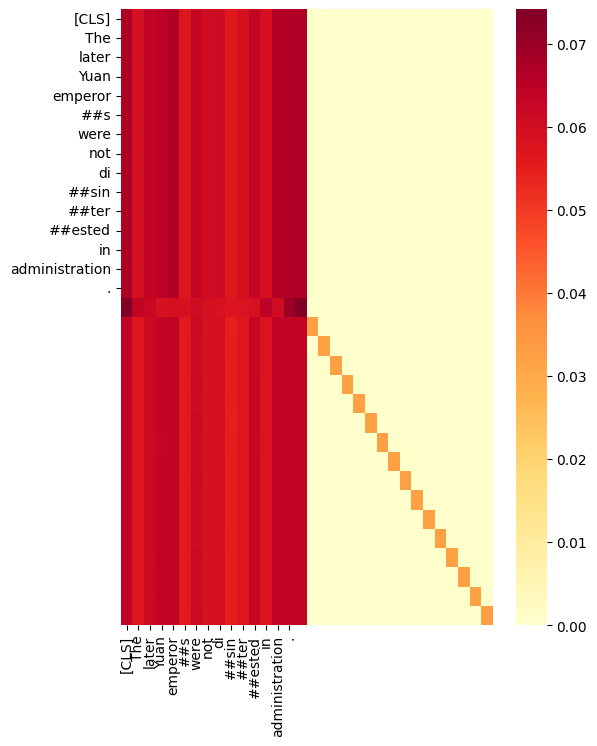 [CLS]
The
later
Yuan
emperor
##s
were
not
di
##sin
##ter
##ested
in
administration
.
0.07
0.06
0.05
0.04
0.03
0.02
0.01
0.00
[CLS]
The
later
Yuan
emperor
##s
were
not
di
##sin
##ter
##ested
in
administration
.